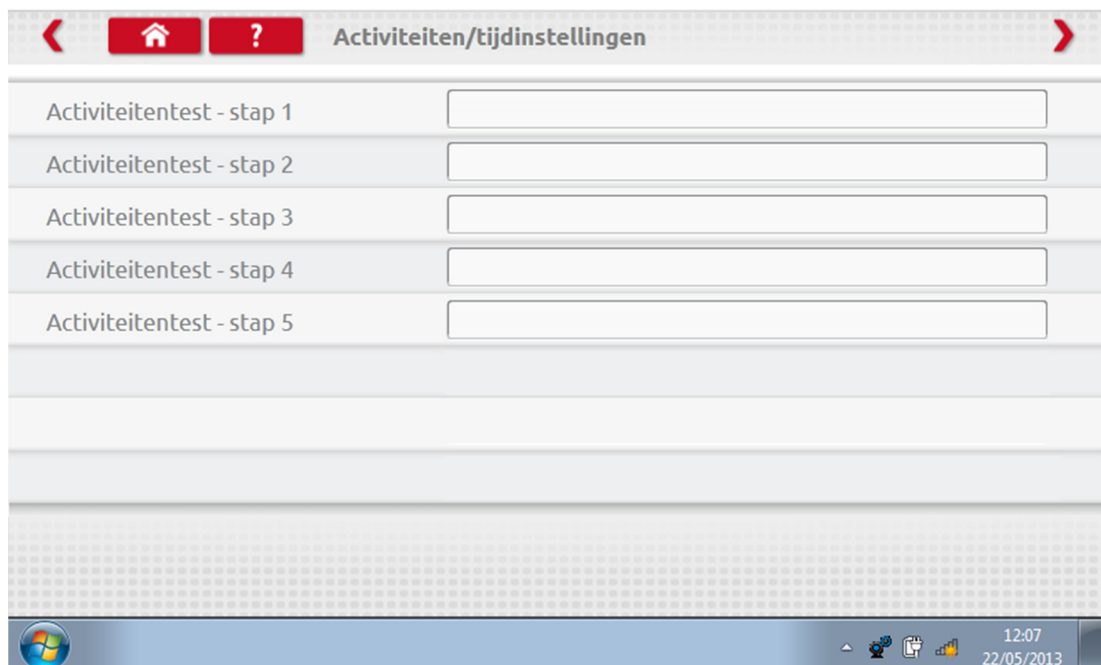 ? Activiteiten/tijdinstellingen
Activiteitentest - stap 1
Activiteitentest - stap 2
Activiteitentest - stap 3
Activiteitentest - stap 4
Activiteitentest - stap 5
12:07
22/05/2013